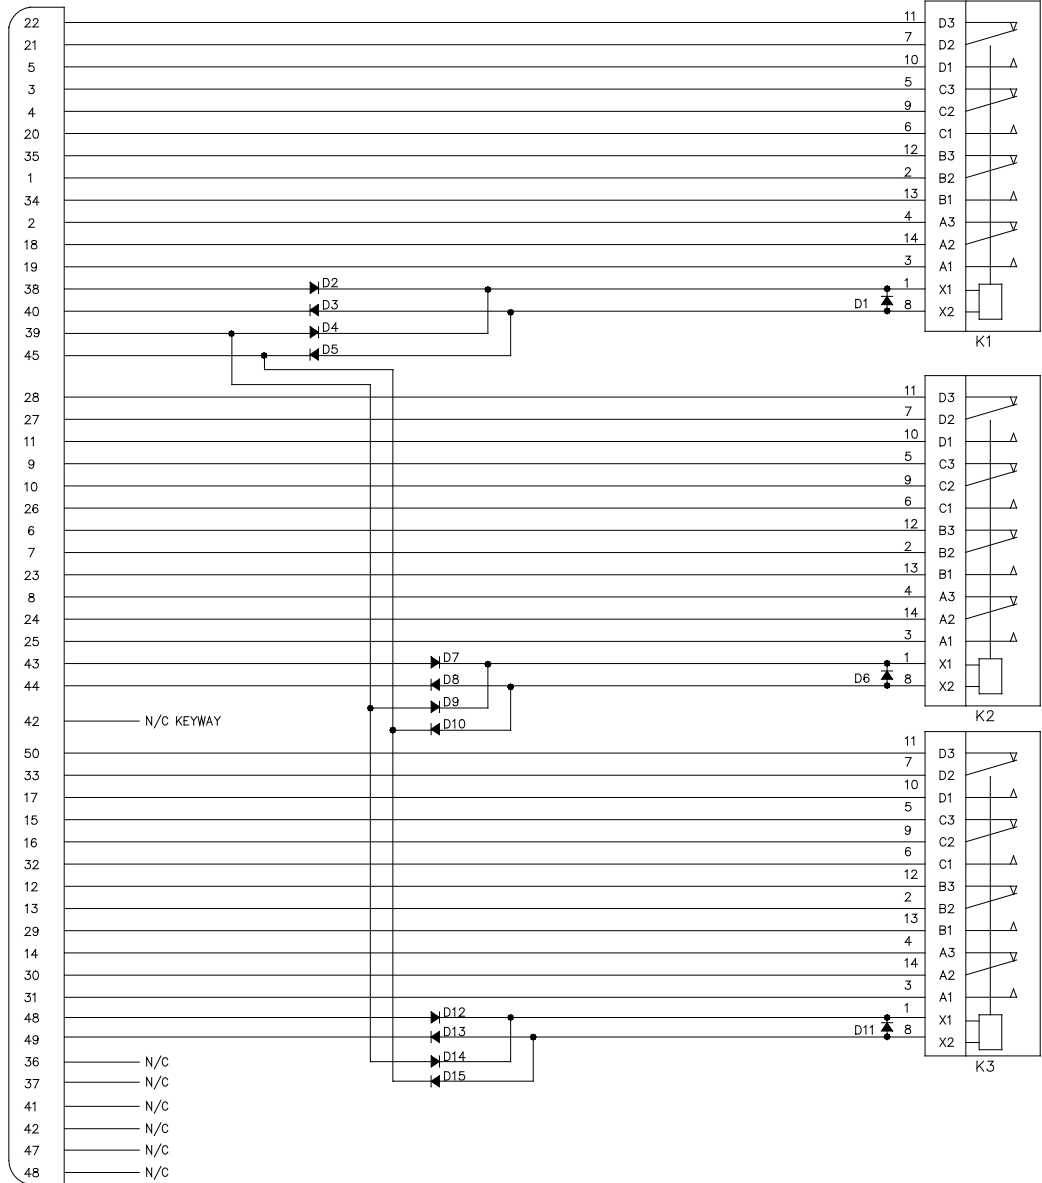 22 11 D3
21 7 D2
5 10 D1
3 5 C3
4 9 C2
20 6 C1
35 12 B3
1 2 B2
34 13 B1
2 4 A3
18 14 A2
19 3 A1
38 D2 1 X1
40 D3 D1 8 X2
39 D4
K1
45 D5
28 11 D3
27 7 D2
11 10 D1
9 5 C3
10 9 C2
26 6 C1
6 12 B3
7 2 B2
23 13 B1
8 4 A3
24 14 A2
25 3 A1
43 D7 1 X1
44 D8 D6 8 X2
D9
K2
42 N/C KEYWAY D10
50 11 D3
33 7 D2
17 10 D1
15 5 C3
16 9 C2
32 6 C1
12 12 B3
13 2 B2
29 13 B1
14 4 A3
30 14 A2
31 3 A1
48 D12 1 X1
49 D13 D11 8 X2
36 N/C D14
K3
37 N/C D15
41 N/C
42 N/C
47 N/C
48 N/C